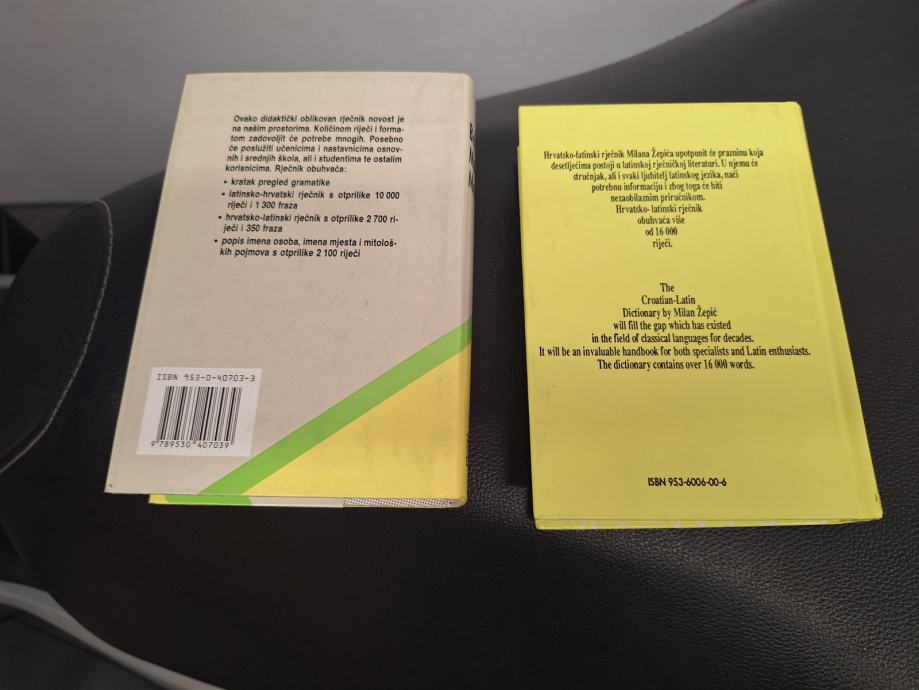 Ovako didaktički oblikovan rječnik novost je
na našim prostorima. Količinom riječi i forma-
tom zadovoljit će potrebe mnogih. Posebno
će poslužiti učenicima i nastavnicima osnov-
nih i srednjih škola, ali i studentima te ostalim
korisnicima. Rječnik obuhvaća:
• kratak pregled gramatike
• latinsko-hrvatski rječnik s otprilike 10 000
riječi i 1 300 fraza
• hrvatsko-latinski rječnik s otprilike 2 700 ri-
ječi i 350 fraza
• popis imena osoba, imena mjesta i mitološ-
kih pojmova s otprilike 2 100 riječi
ISBN 953-0-40703-3
9 789530 407039
Hrvatsko-latinski rječnik Milana Žepića upotpunit će prazninu koja
desetljećima postoji u latinskoj rječničkoj literaturi. U njemu će
stručnjak, ali i svaki ljubitelj latinskog jezika, naći
potrebnu informaciju i zbog toga će biti
nezaobilaznim priručnikom.
Hrvatsko- latinski rječnik
obuhvaća više
od 16 000
riječi.
The
Croatian-Latin
Dictionary by Milan Žepić
will fill the gap which has existed
in the field of classical languages for decades.
It will be an invaluable handbook for both specialists and Latin enthusiasts.
The dictionary contains over 16 000 words.
ISBN 953-6006-00-6